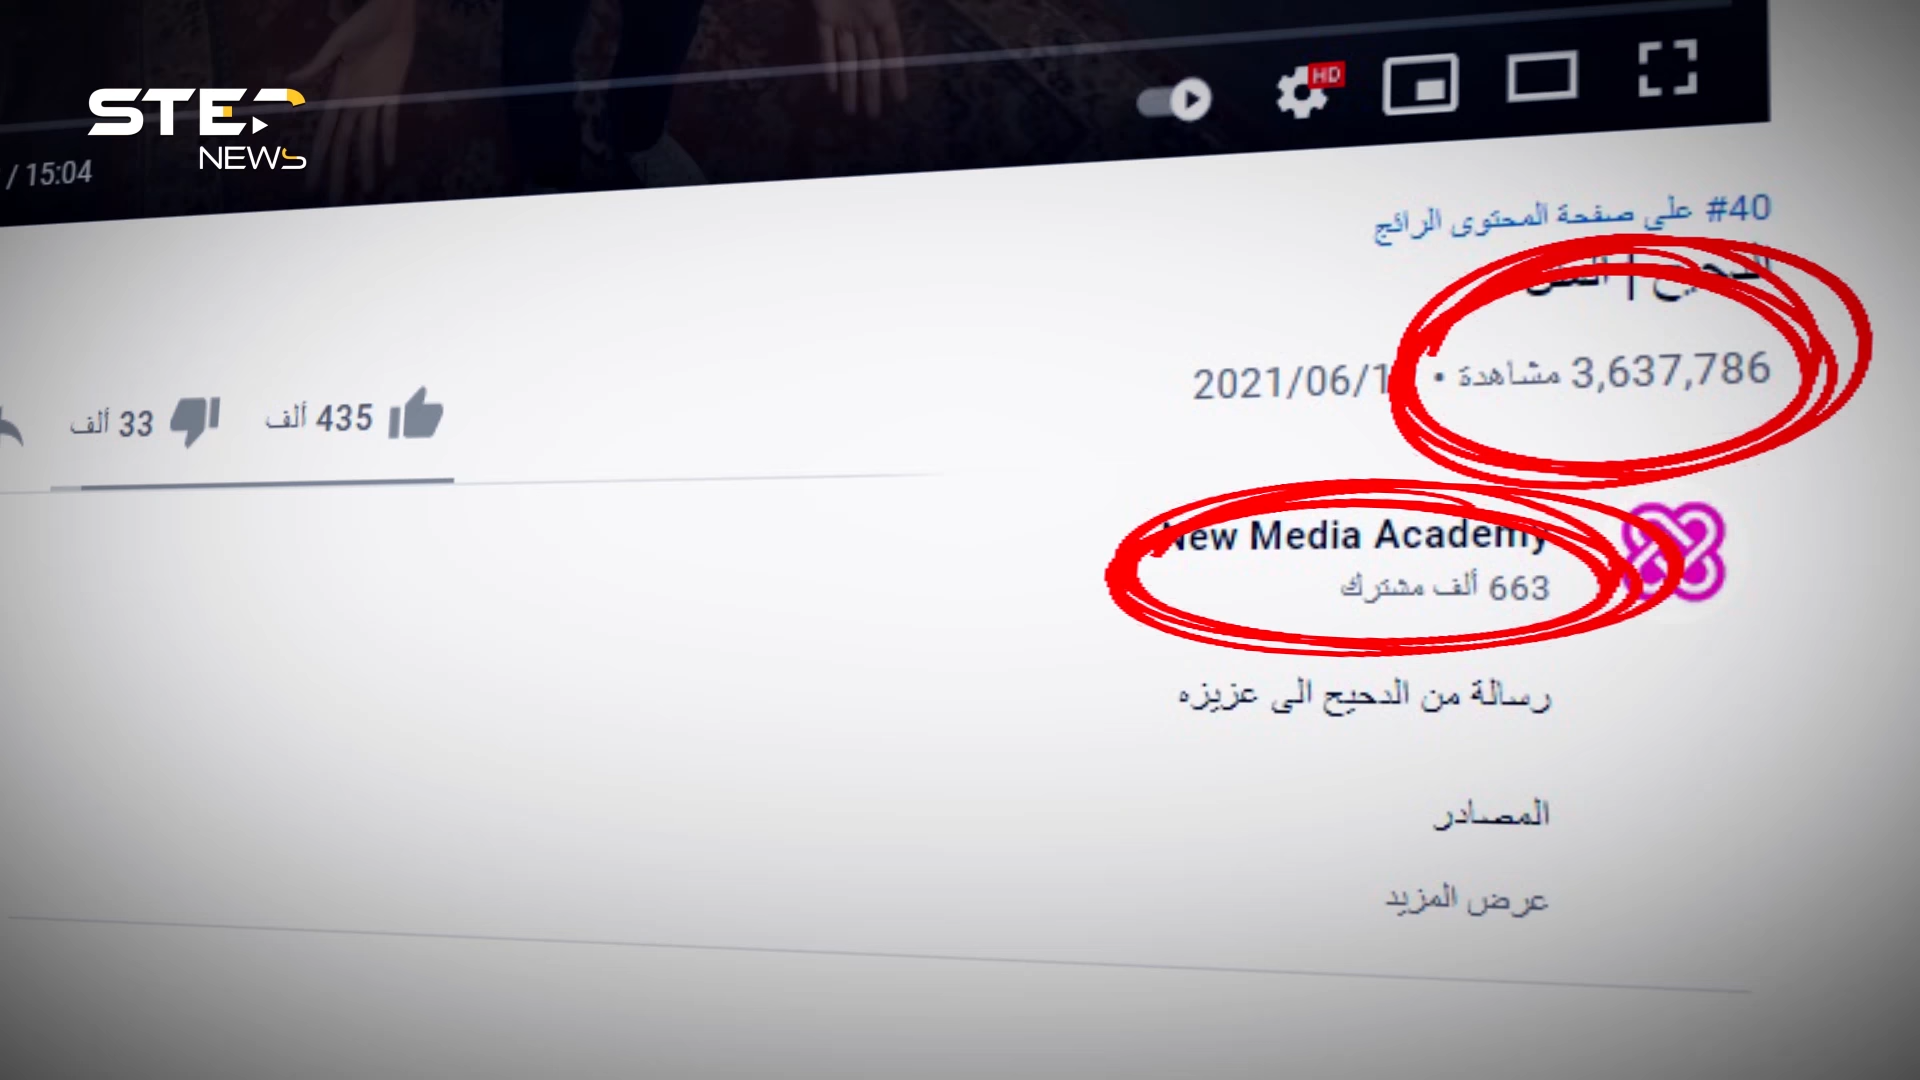 STEP
NEWS
HD
/ 15:04
#40 على صفحة المحتوى الرائج
الدحيح |
3,637,786 مشاهدة • 2021/06/1
435 ألف
33 ألف
New Media Academy
663 ألف مشترك
رسالة من الدحيح الى عزيزه
المصادر
عرض المزيد